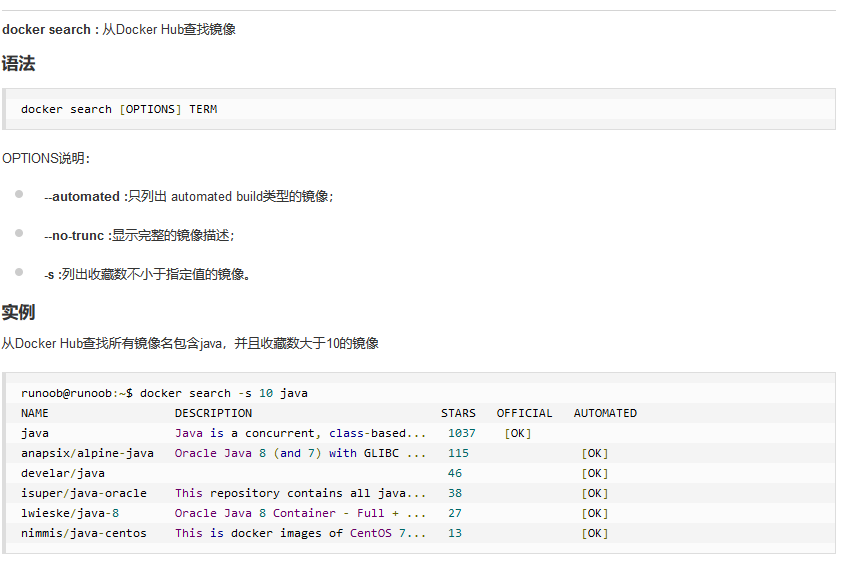 docker search : 从Docker Hub查找镜像
语法
docker search [OPTIONS] TERM
OPTIONS说明：
--automated :只列出 automated build类型的镜像；
--no-trunc :显示完整的镜像描述；
-s :列出收藏数不小于指定值的镜像。
实例
从Docker Hub查找所有镜像名包含java，并且收藏数大于10的镜像
runoob@runoob:~$ docker search -s 10 java
NAME DESCRIPTION STARS OFFICIAL AUTOMATED
java Java is a concurrent, class-based... 1037 [OK]
anapsix/alpine-java Oracle Java 8 (and 7) with GLIBC ... 115 [OK]
develar/java 46 [OK]
isuper/java-oracle This repository contains all java... 38 [OK]
lwieske/java-8 Oracle Java 8 Container - Full + ... 27 [OK]
nimmis/java-centos This is docker images of CentOS 7... 13 [OK]